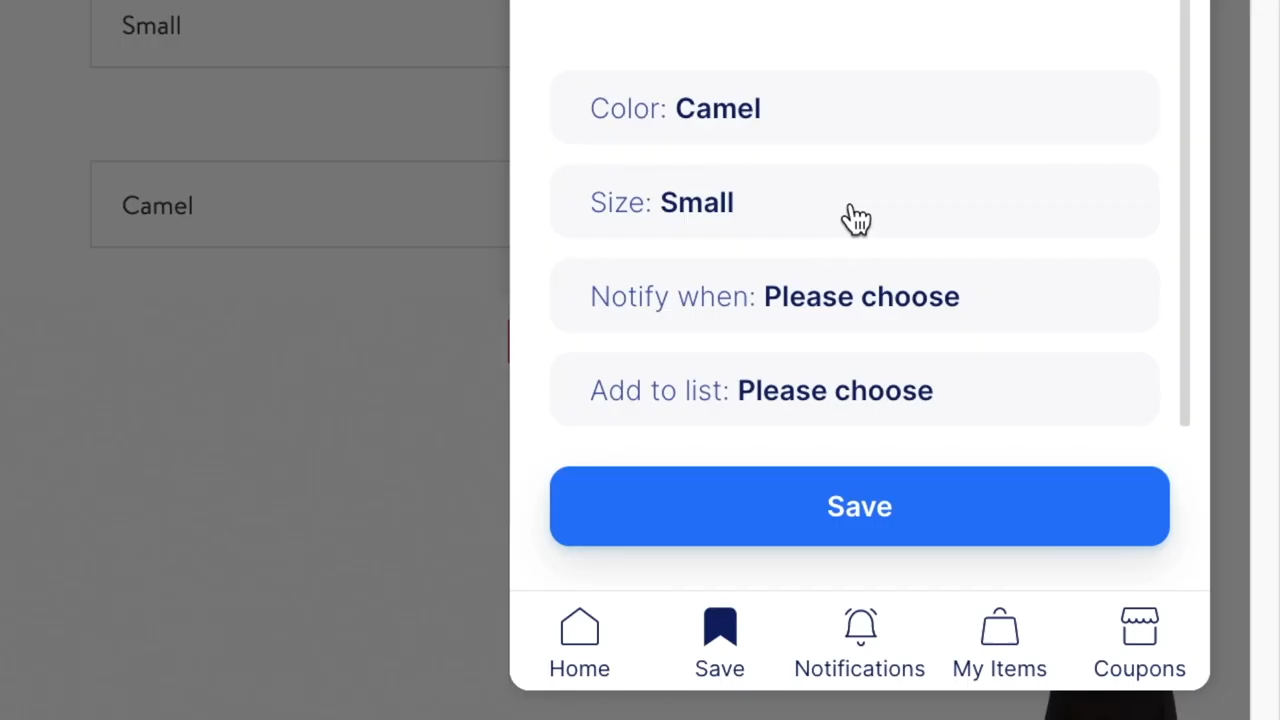 Small
Camel
Color: Camel
Size: Small
Notify when: Please choose
Add to list: Please choose
Save
Home
Save
Notifications
My Items
Coupons